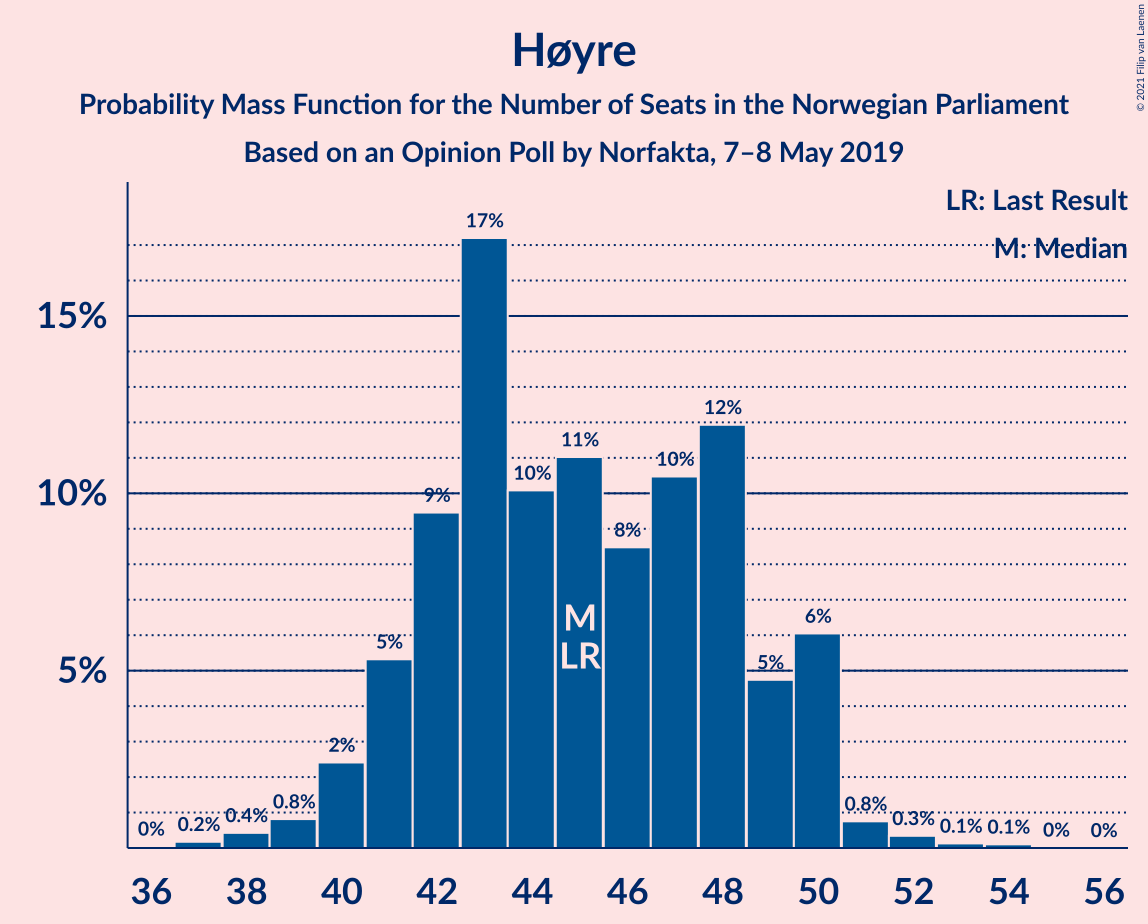 Høyre
Probability Mass Function for the Number of Seats in the Norwegian Parliament
Based on an Opinion Poll by Norfakta, 7–8 May 2019
© 2021 Filip van Laenen
LR: Last Result
M: Median
15%
10%
5%
0%
0.2%
0.4%
0.8%
2%
5%
9%
17%
10%
11%
8%
10%
12%
5%
6%
0.8%
0.3%
0.1%
0.1%
0%
0%
M
LR
36 38 40 42 44 46 48 50 52 54 56